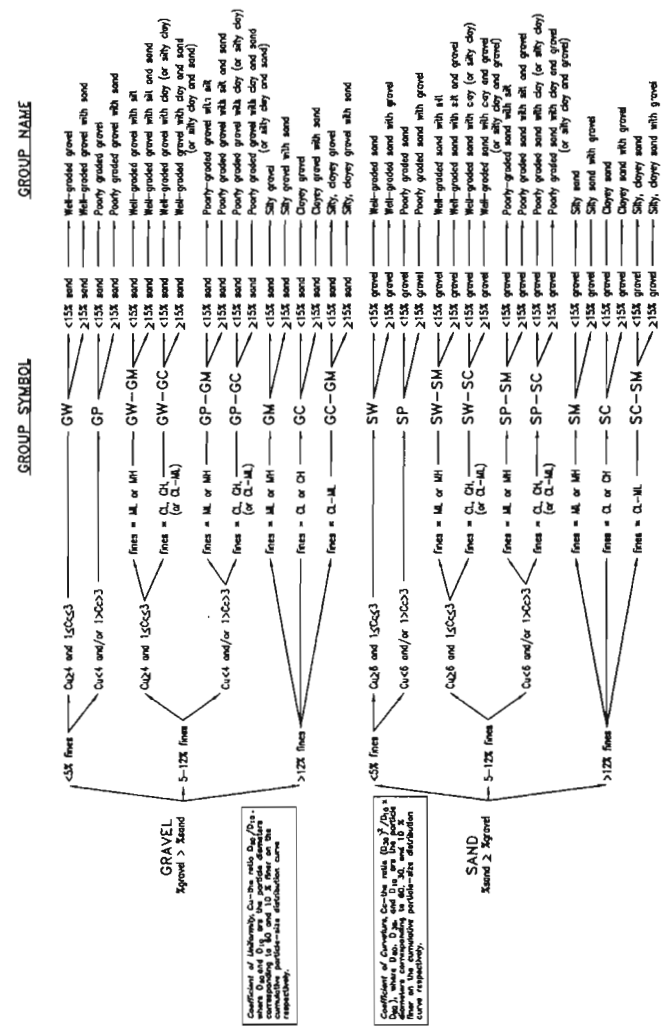 GROUP SYMBOL
GROUP NAME
GRAVEL
%gravel > %sand
<5% fines
Cu≥4 and 1≤Cc≤3
GW
<15% sand
Well-graded gravel
≥15% sand
Well-graded gravel with sand
Cu<4 and/or 1>Cc>3
GP
<15% sand
Poorly graded gravel
≥15% sand
Poorly graded gravel with sand
5-12% fines
Cu≥4 and 1≤Cc≤3
fines = ML or MH
GW-GM
<15% sand
Well-graded gravel with silt
≥15% sand
Well-graded gravel with silt and sand
fines = CL, CH,
(or CL-ML)
GW-GC
<15% sand
Well-graded gravel with clay (or silty clay)
≥15% sand
Well-graded gravel with clay and sand
(or silty clay and sand)
Cu<4 and/or 1>Cc>3
fines = ML or MH
GP-GM
<15% sand
Poorly-graded gravel with silt
≥15% sand
Poorly graded gravel with silt and sand
fines = CL, CH,
(or CL-ML)
GP-GC
<15% sand
Poorly graded gravel with clay (or silty clay)
≥15% sand
Poorly graded gravel with clay and sand
(or silty clay and sand)
>12% fines
fines = ML or MH
GM
<15% sand
Silty gravel
≥15% sand
Silty gravel with sand
fines = CL or CH
GC
<15% sand
Clayey gravel
≥15% sand
Clayey gravel with sand
fines = CL-ML
GC-GM
<15% sand
Silty, clayey gravel
≥15% sand
Silty, clayey gravel with sand
Coefficient of Uniformity, Cu-the ratio D60/D10,
where D60 and D10 are the particle diameters
corresponding to 60 and 10 % finer on the
cumulative particle-size distribution curve
respectively.
SAND
%sand ≥ %gravel
<5% fines
Cu≥6 and 1≤Cc≤3
SW
<15% gravel
Well-graded sand
≥15% gravel
Well-graded sand with gravel
Cu<6 and/or 1>Cc>3
SP
<15% gravel
Poorly graded sand
≥15% gravel
Poorly graded sand with gravel
5-12% fines
Cu≥6 and 1≤Cc≤3
fines = ML or MH
SW-SM
<15% gravel
Well-graded sand with silt
≥15% gravel
Well-graded sand with silt and gravel
fines = CL, CH,
(or CL-ML)
SW-SC
<15% gravel
Well-graded sand with clay (or silty clay)
≥15% gravel
Well-graded sand with clay and gravel
(or silty clay and gravel)
Cu<6 and/or 1>Cc>3
fines = ML or MH
SP-SM
<15% gravel
Poorly-graded sand with silt
≥15% gravel
Poorly graded sand with silt and gravel
fines = CL, CH,
(or CL-ML)
SP-SC
<15% gravel
Poorly graded sand with clay (or silty clay)
≥15% gravel
Poorly graded sand with clay and gravel
(or silty clay and gravel)
>12% fines
fines = ML or MH
SM
<15% gravel
Silty sand
≥15% gravel
Silty sand with gravel
fines = CL or CH
SC
<15% gravel
Clayey sand
≥15% gravel
Clayey sand with gravel
fines = CL-ML
SC-SM
<15% gravel
Silty, clayey sand
≥15% gravel
Silty, clayey sand with gravel
Coefficient of Curvature, Cc-the ratio (D30)²/D10 x
D60), where D60, D30, and D10 are the particle
diameters corresponding to 60, 30, and 10 %
finer on the cumulative particle-size distribution
curve respectively.